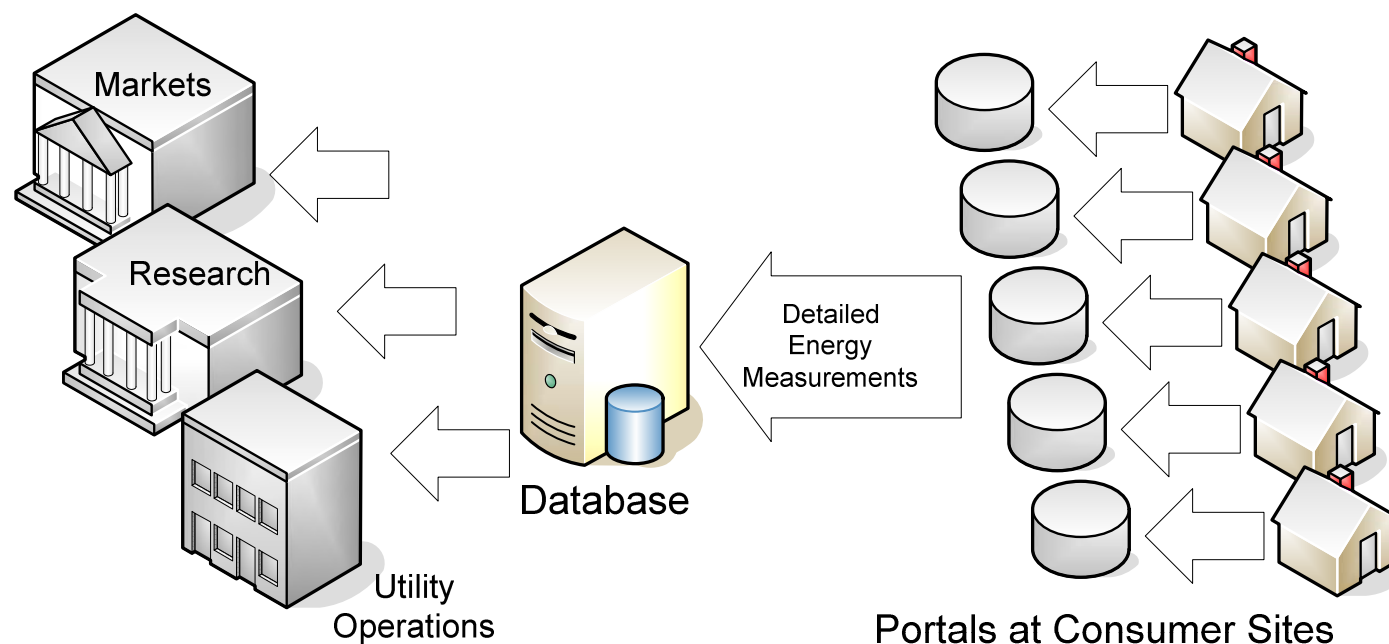 Markets
Research
Detailed
Energy
Measurements
Database
Utility
Operations
Portals at Consumer Sites